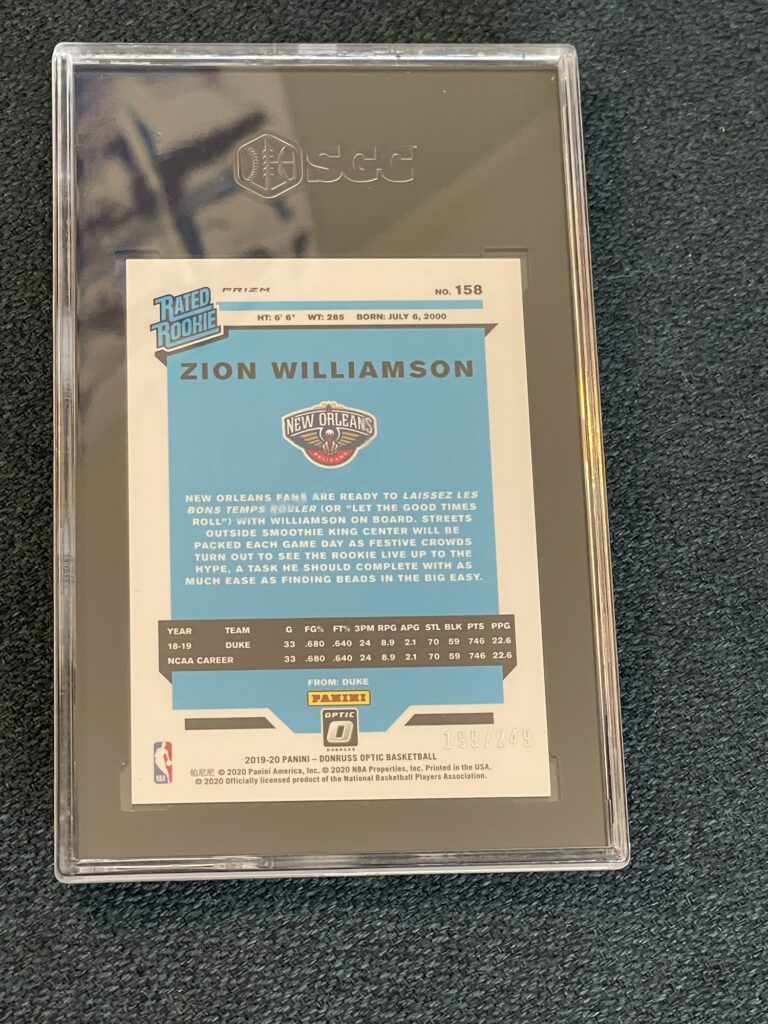 SGC
RATED
ROOKIE
PRIZM
NO. 158
HT: 6' 6" WT: 285 BORN: JULY 6, 2000
ZION WILLIAMSON
NEW ORLEANS
PELICANS
NEW ORLEANS FANS ARE READY TO LAISSEZ LES
BONS TEMPS ROULER (OR "LET THE GOOD TIMES
ROLL") WITH WILLIAMSON ON BOARD. STREETS
OUTSIDE SMOOTHIE KING CENTER WILL BE
PACKED EACH GAME DAY AS FESTIVE CROWDS
TURN OUT TO SEE THE ROOKIE LIVE UP TO THE
HYPE, A TASK HE SHOULD COMPLETE WITH AS
MUCH EASE AS FINDING BEADS IN THE BIG EASY.
YEAR TEAM G FG% FT% 3PM RPG APG STL BLK PTS PPG
18-19 DUKE 33 .680 .640 24 8.9 2.1 70 59 746 22.6
NCAA CAREER 33 .680 .640 24 8.9 2.1 70 59 746 22.6
FROM: DUKE
PANINI
OPTIC
O
DONRUSS
199/249
2019-20 PANINI – DONRUSS OPTIC BASKETBALL
帕尼尼 © 2020 Panini America, Inc. © 2020 NBA Properties, Inc. Printed in the USA.
© 2020 Officially licensed product of the National Basketball Players Association.
NBA